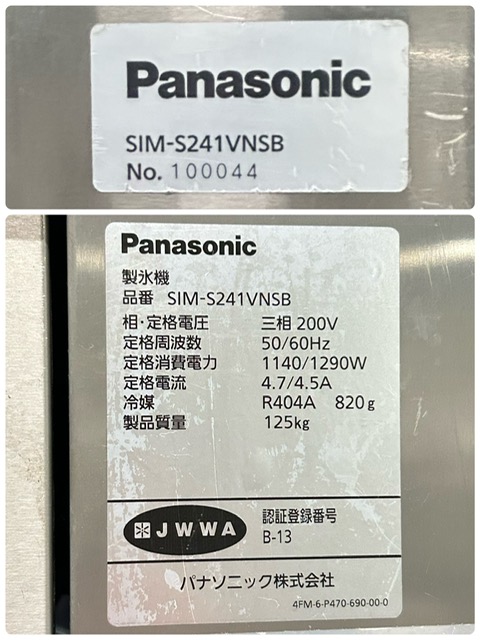 Panasonic
SIM-S241VNSB
No. 100044
Panasonic
製氷機
品番 SIM-S241VNSB
相・定格電圧 三相 200V
定格周波数 50/60Hz
定格消費電力 1140/1290W
定格電流 4.7/4.5A
冷媒 R404A 820g
製品質量 125kg
JWWA 認証登録番号
B-13
パナソニック株式会社
4FM-6-P470-690-00-0